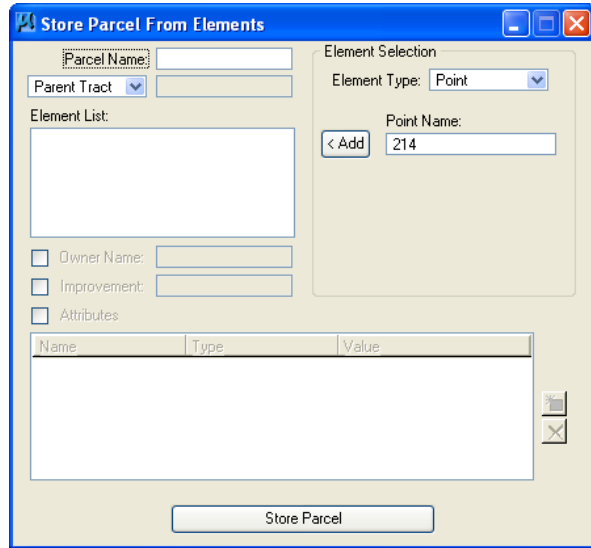 Store Parcel From Elements
Parcel Name:
Parent Tract
Element List:
Element Selection
Element Type: Point
Point Name:
< Add 214
Owner Name:
Improvement:
Attributes
Name Type Value
Store Parcel